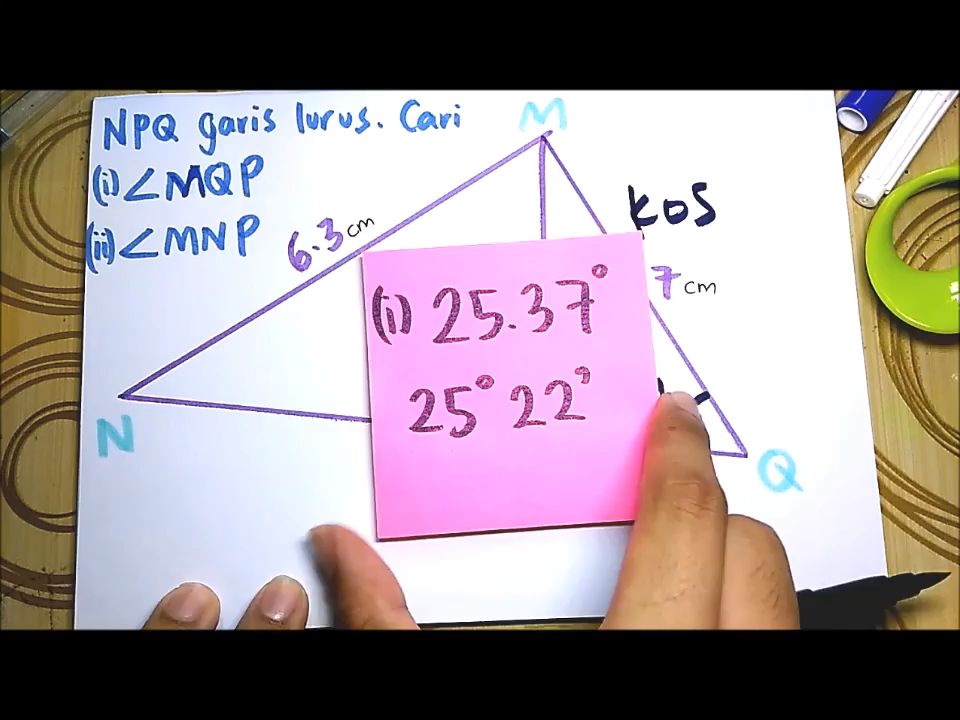 NPQ garis lurus. Cari
(i) ∠MQP
(ii) ∠MNP
M
KOS
6.3 cm
7 cm
(i) 25.37°
25° 22'
N
Q